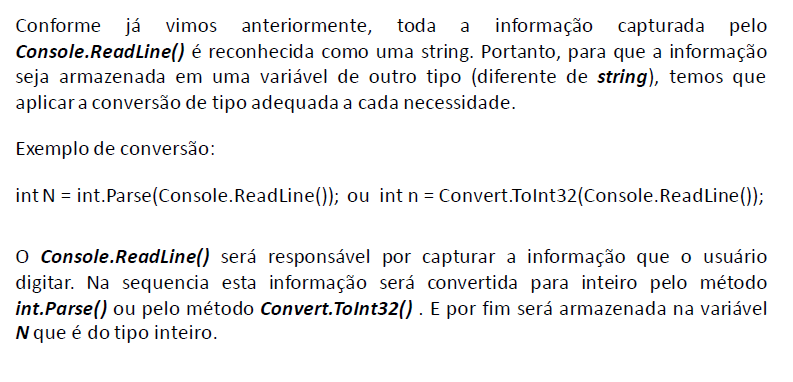 Conforme já vimos anteriormente, toda a informação capturada pelo
Console.ReadLine() é reconhecida como uma string. Portanto, para que a informação
seja armazenada em uma variável de outro tipo (diferente de string), temos que
aplicar a conversão de tipo adequada a cada necessidade.
Exemplo de conversão:
int N = int.Parse(Console.ReadLine()); ou int n = Convert.ToInt32(Console.ReadLine());
O Console.ReadLine() será responsável por capturar a informação que o usuário
digitar. Na sequencia esta informação será convertida para inteiro pelo método
int.Parse() ou pelo método Convert.ToInt32() . E por fim será armazenada na variável
N que é do tipo inteiro.